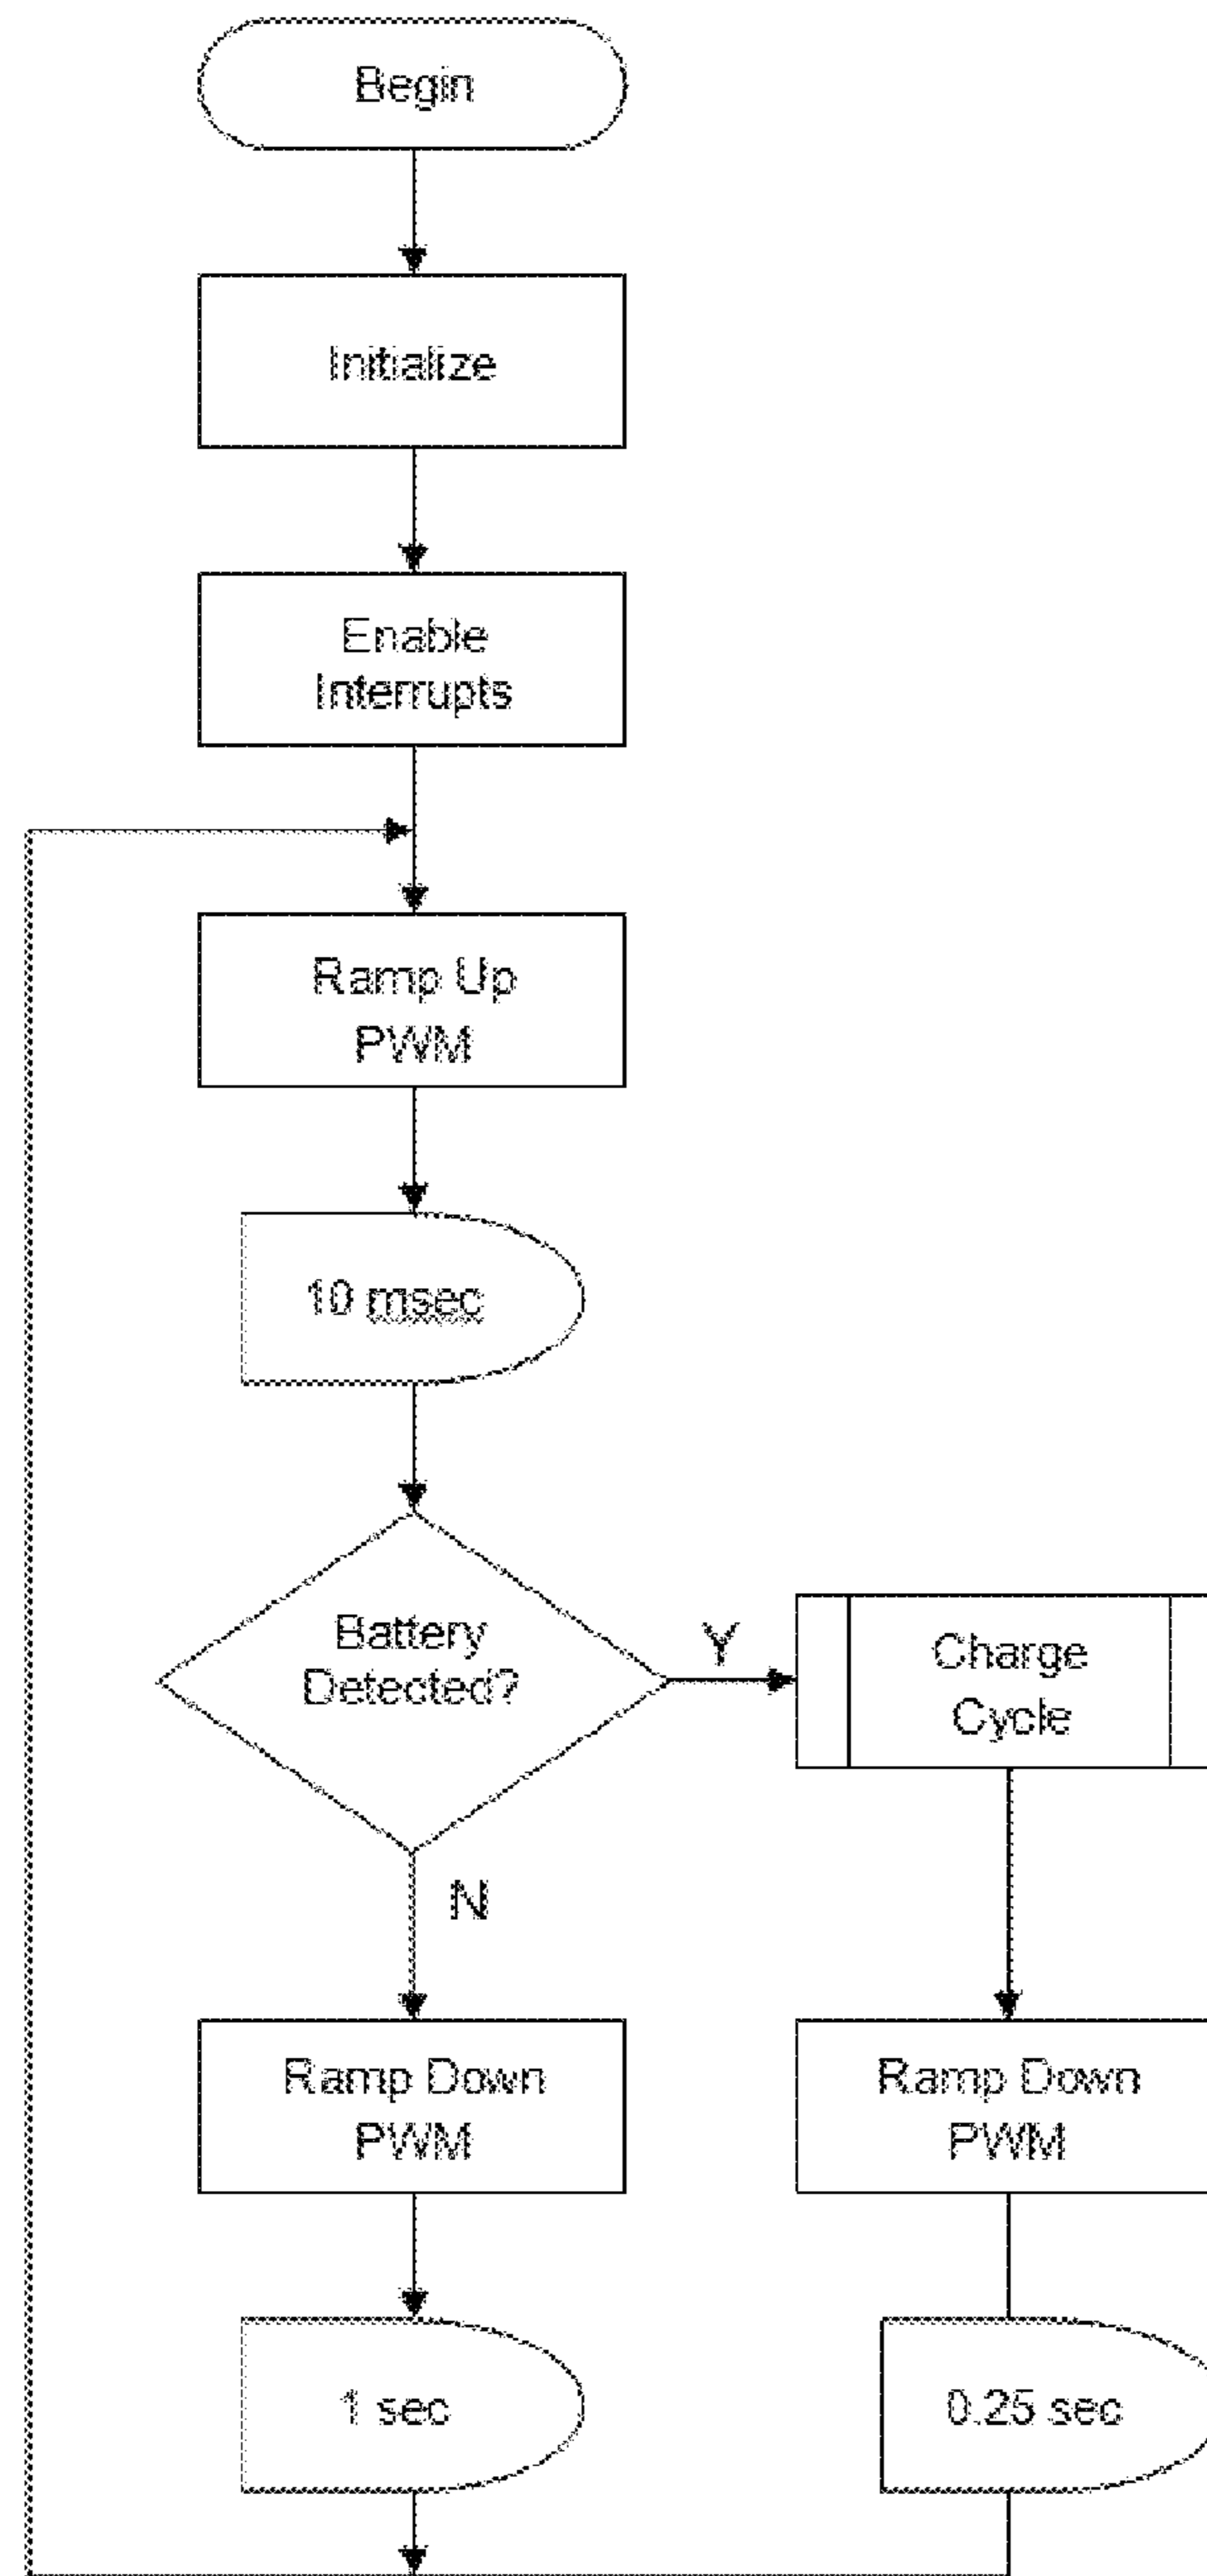 Begin
Initialize
Enable
Interrupts
Ramp Up
PWM
10 msec
Battery
Detected?
Y
Charge
Cycle
N
Ramp Down
PWM
Ramp Down
PWM
1 sec
0.25 sec